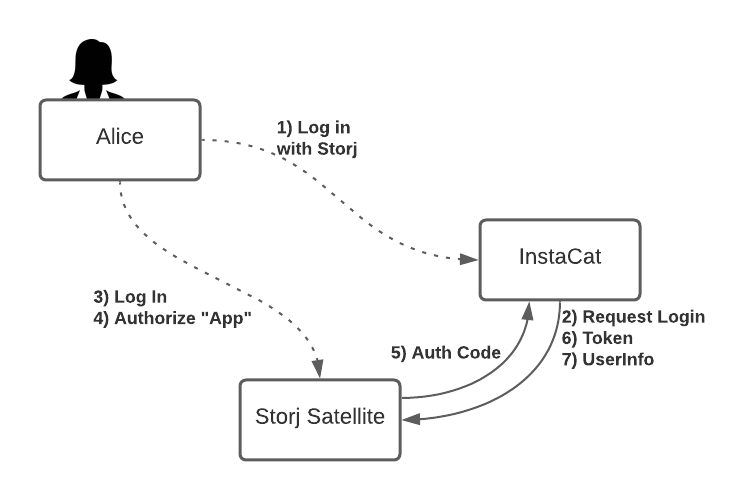 Alice
1) Log in
with Storj
InstaCat
3) Log In
4) Authorize "App"
2) Request Login
6) Token
7) UserInfo
5) Auth Code
Storj Satellite